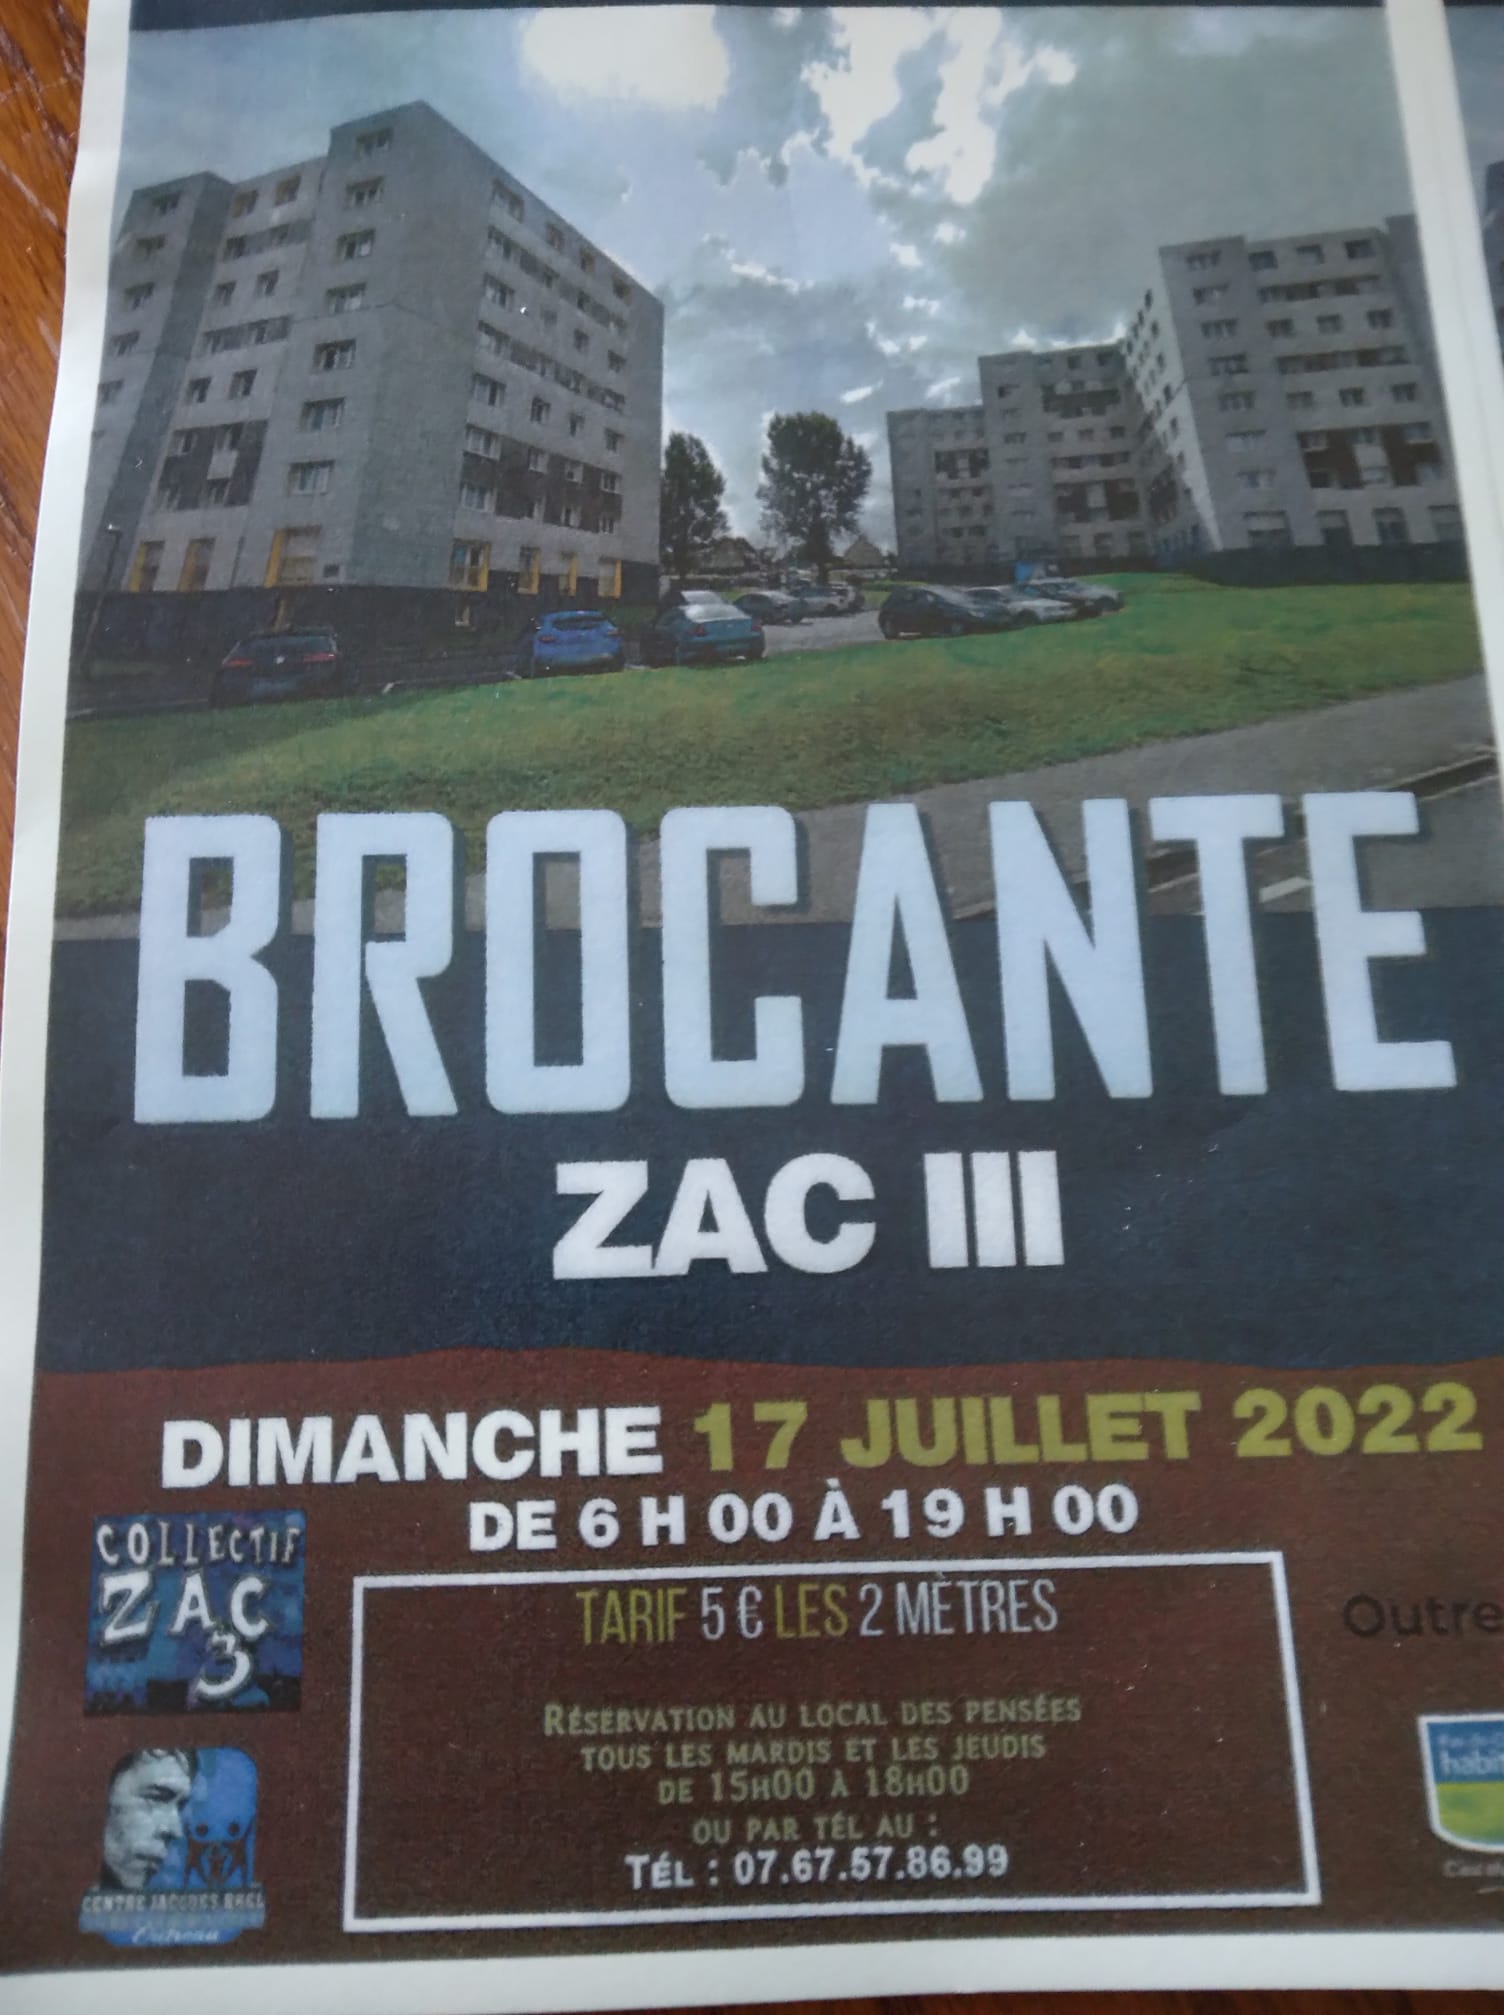 BROCANTE
ZAC III
DIMANCHE 17 JUILLET 2022
DE 6 H 00 À 19 H 00
COLLECTIF
ZAC
3
TARIF 5 € LES 2 MÈTRES
RÉSERVATION AU LOCAL DES PENSÉES
TOUS LES MARDIS ET LES JEUDIS
DE 15H00 A 18H00
OU PAR TÉL AU :
TÉL : 07.67.57.86.99
Outre
CENTRE JACQUES BREL
Outreau